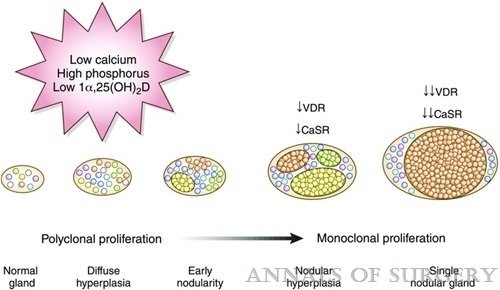 Low calcium
High phosphorus
Low 1α,25(OH)₂D
↓VDR
↓CaSR
↓↓VDR
↓↓CaSR
Polyclonal proliferation
Monoclonal proliferation
Normal
gland
Diffuse
hyperplasia
Early
nodularity
Nodular
hyperplasia
Single
nodular gland
ANNALS OF SURGERY